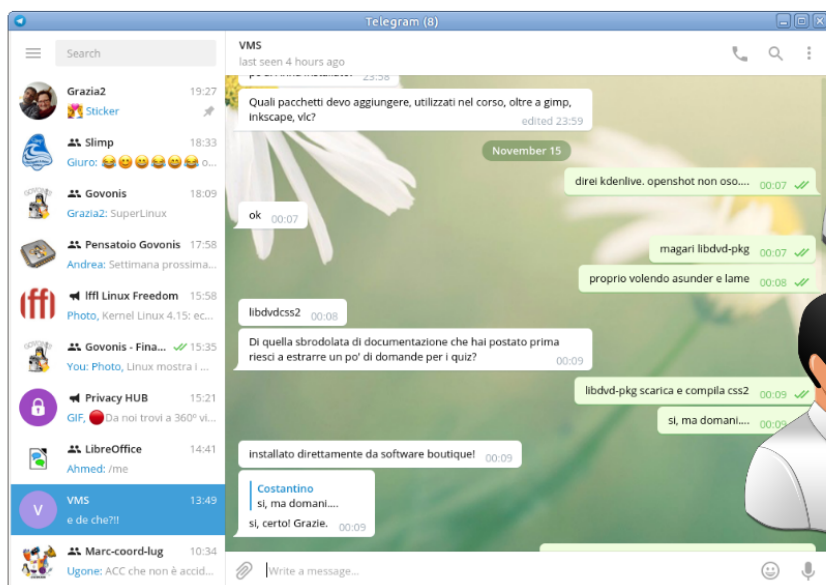 Telegram (8)
Search
Grazia2 19:27
Sticker
Slimp 18:33
Giuro: 😂😊😊😂😊😂 o...
Govonis 18:09
Grazia2: SuperLinux
Pensatoio Govonis 17:58
Andrea: Settimana prossima...
lffl Linux Freedom 15:58
Photo, Kernel Linux 4.15: ec...
Govonis - Fina... 15:35
You: Photo, Linux mostra i ...
Privacy HUB 15:21
GIF, 🔴Da noi trovi a 360° vi...
LibreOffice 14:41
Ahmed: /me
V
VMS 13:49
e de che?!!
Marc-coord-lug 10:34
Ugone: ACC che non è accid...
VMS
last seen 4 hours ago
23:58
Quali pacchetti devo aggiungere, utilizzati nel corso, oltre a gimp,
inkscape, vlc?
edited 23:59
November 15
direi kdenlive. openshot non oso.... 00:07
ok 00:07
magari libdvd-pkg 00:07
proprio volendo asunder e lame 00:08
libdvdcss2 00:08
Di quella sbrodolata di documentazione che hai postato prima
riesci a estrarre un po' di domande per i quiz?
00:09
libdvd-pkg scarica e compila css2 00:09
si, ma domani.... 00:09
installato direttamente da software boutique! 00:09
Costantino
si, ma domani....
si, certo! Grazie. 00:09
Write a message...